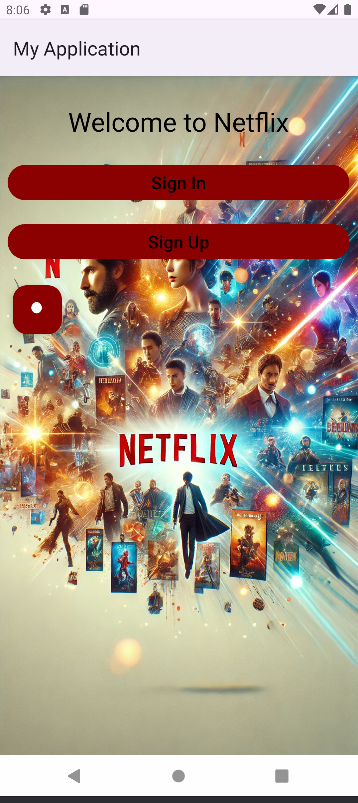 8:06
My Application
Welcome to Netflix
Sign In
Sign Up
N
NETFLIX